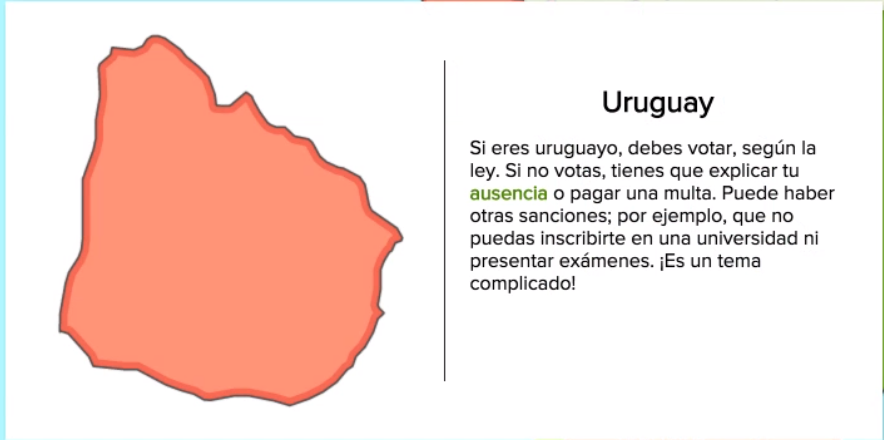 Uruguay
Si eres uruguayo, debes votar, según la
ley. Si no votas, tienes que explicar tu
ausencia o pagar una multa. Puede haber
otras sanciones; por ejemplo, que no
puedas inscribirte en una universidad ni
presentar exámenes. ¡Es un tema
complicado!